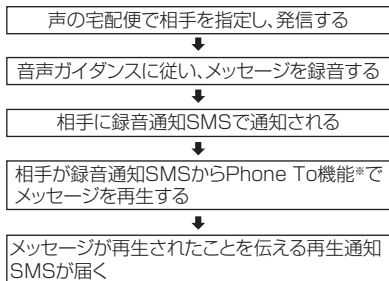 声の宅配便で相手を指定し、発信する
音声ガイダンスに従い、メッセージを録音する
相手に録音通知SMSで通知される
相手が録音通知SMSからPhone To機能※で
メッセージを再生する
メッセージが再生されたことを伝える再生通知
SMSが届く